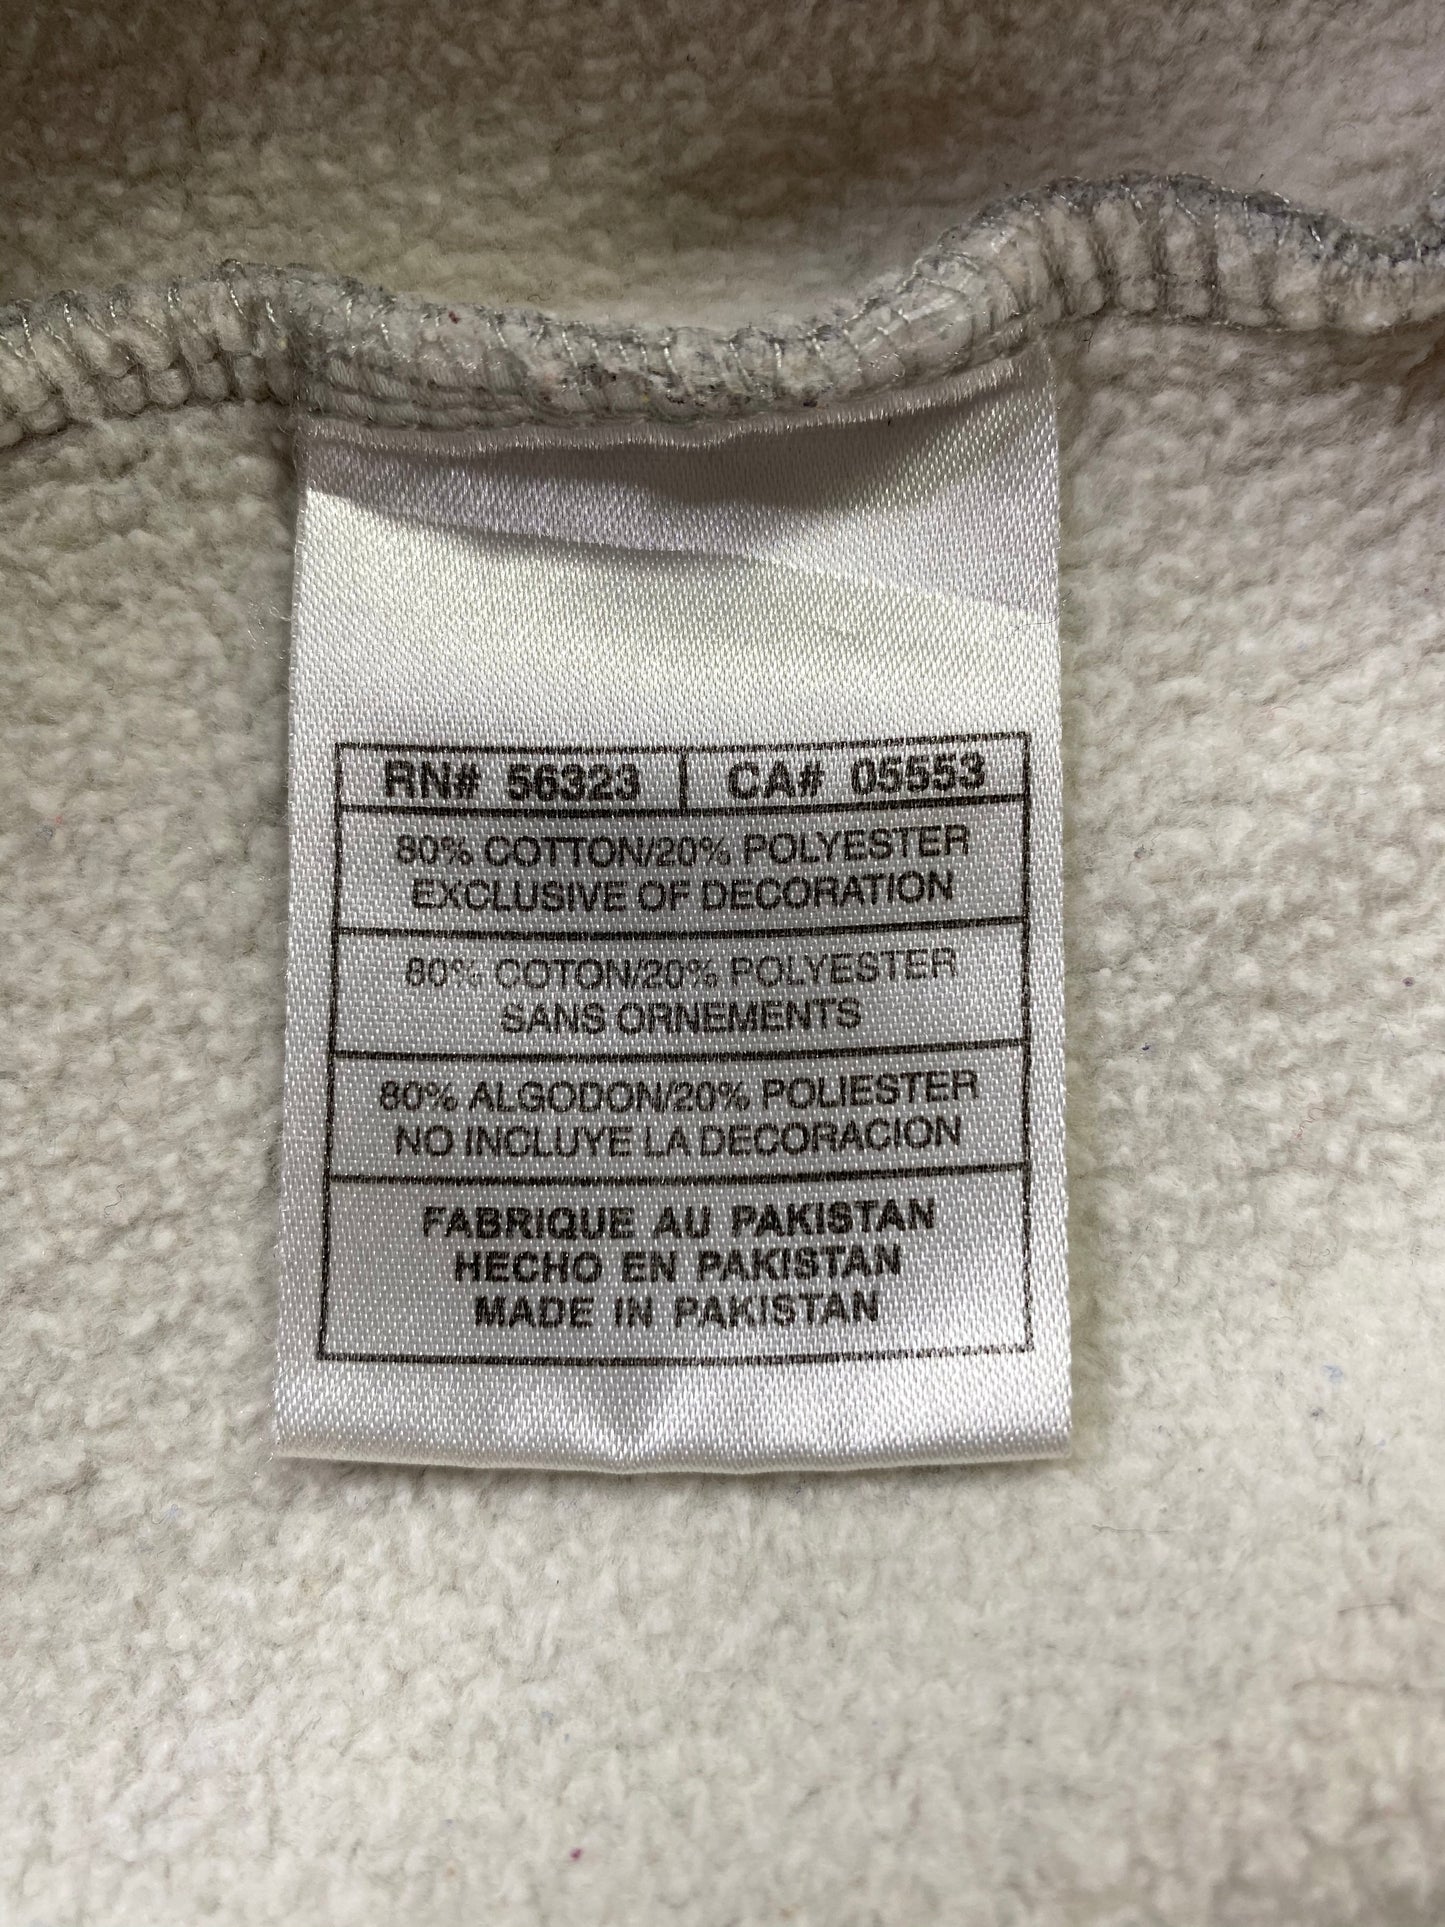 RN# 56323 | CA# 05553
80% COTTON/20% POLYESTER
EXCLUSIVE OF DECORATION
80% COTON/20% POLYESTER
SANS ORNEMENTS
80% ALGODON/20% POLIESTER
NO INCLUYE LA DECORACION
FABRIQUE AU PAKISTAN
HECHO EN PAKISTAN
MADE IN PAKISTAN